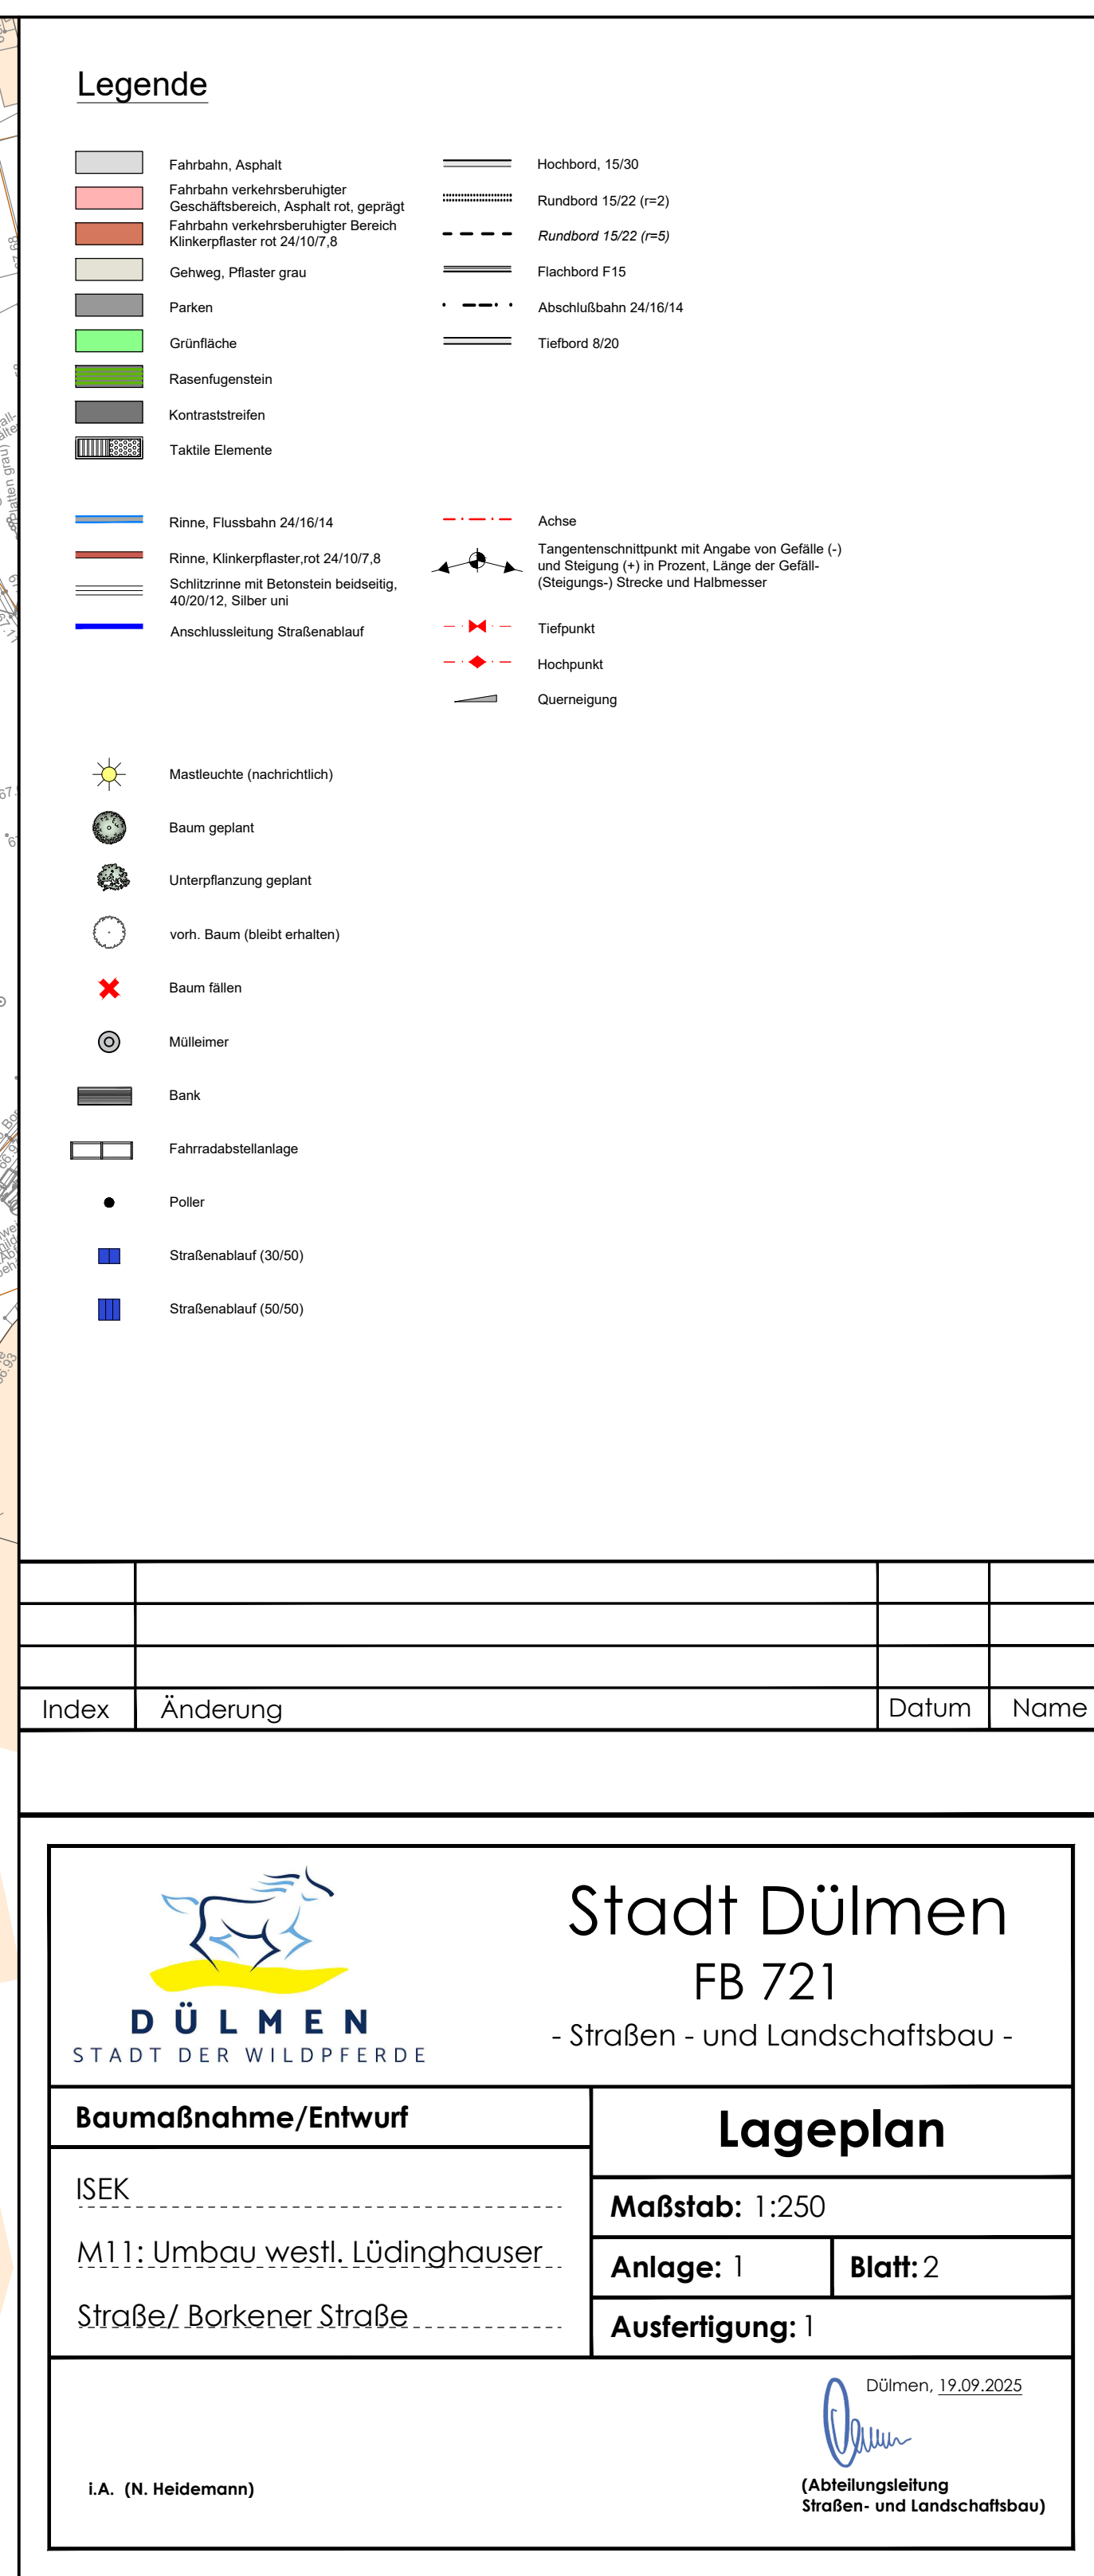 Legende
Fahrbahn, Asphalt
Fahrbahn verkehrsberuhigter
Geschäftsbereich, Asphalt rot, geprägt
Fahrbahn verkehrsberuhigter Bereich
Klinkerpflaster rot 24/10/7,8
Gehweg, Pflaster grau
Parken
Grünfläche
Rasenfugenstein
Kontraststreifen
Taktile Elemente
Hochbord, 15/30
Rundbord 15/22 (r=2)
Rundbord 15/22 (r=5)
Flachbord F15
Abschlußbahn 24/16/14
Tiefbord 8/20
Rinne, Flussbahn 24/16/14
Rinne, Klinkerpflaster,rot 24/10/7,8
Schlitzrinne mit Betonstein beidseitig,
40/20/12, Silber uni
Anschlussleitung Straßenablauf
Achse
Tangentenschnittpunkt mit Angabe von Gefälle (-)
und Steigung (+) in Prozent, Länge der Gefäll-
(Steigungs-) Strecke und Halbmesser
Tiefpunkt
Hochpunkt
Querneigung
Mastleuchte (nachrichtlich)
Baum geplant
Unterpflanzung geplant
vorh. Baum (bleibt erhalten)
Baum fällen
Mülleimer
Bank
Fahrradabstellanlage
Poller
Straßenablauf (30/50)
Straßenablauf (50/50)
Index Änderung Datum Name
DÜLMEN
STADT DER WILDPFERDE
Stadt Dülmen
FB 721
- Straßen - und Landschaftsbau -
Baumaßnahme/Entwurf
ISEK
M11: Umbau westl. Lüdinghauser
Straße/ Borkener Straße
Lageplan
Maßstab: 1:250
Anlage: 1 Blatt: 2
Ausfertigung: 1
Dülmen, 19.09.2025
i.A. (N. Heidemann)
(Abteilungsleitung
Straßen- und Landschaftsbau)